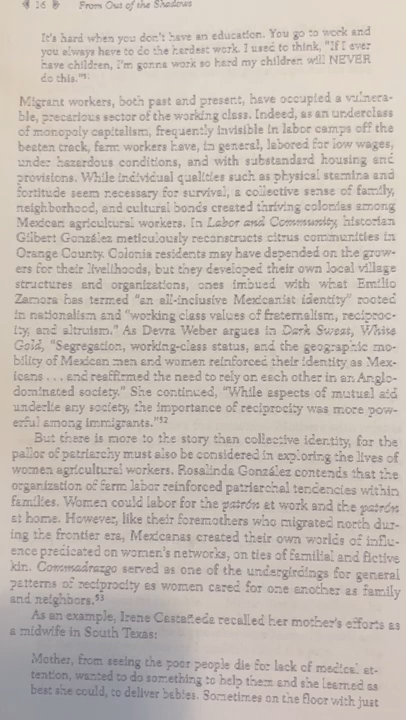 16 From Out of the Shadows
It's hard when you don't have an education. You go to work and
you always have to do the hardest work. I used to think, "If I ever
have children, I'm gonna work so hard my children will NEVER
do this."
Migrant workers, both past and present, have occupied a vulnera-
ble, precarious sector of the working class. Indeed, as an underclass
of monopoly capitalism, frequently invisible in labor camps off the
beaten track, farm workers have, in general, labored for low wages,
under hazardous conditions, and with substandard housing and
provisions. While individual qualities such as physical stamina and
fortitude seem necessary for survival, a collective sense of family,
neighborhood, and cultural bonds created thriving colonias among
Mexican agricultural workers. In Labor and Community, historian
Gilbert González meticulously reconstructs citrus communities in
Orange County. Colonia residents may have depended on the grow-
ers for their livelihoods, but they developed their own local village
structures and organizations, ones imbued with what Emilio
Zamora has termed "an all-inclusive Mexicanist identity" rooted
in nationalism and "working class values of fraternalism, reciproc-
ity, and altruism." As Devra Weber argues in Dark Sweat, White
Gold, "Segregation, working-class status, and the geographic mo-
bility of Mexican men and women reinforced their identity as Mex-
icans . . . and reaffirmed the need to rely on each other in an Anglo-
dominated society." She continued, "While aspects of mutual aid
underlie any society, the importance of reciprocity was more pow-
erful among immigrants."52
But there is more to the story than collective identity, for the
pallor of patriarchy must also be considered in exploring the lives of
women agricultural workers. Rosalinda González contends that the
organization of farm labor reinforced patriarchal tendencies within
families. Women could labor for the patrón at work and the patrón
at home. However, like their foremothers who migrated north dur-
ing the frontier era, Mexicanas created their own worlds of influ-
ence predicated on women's networks, on ties of familial and fictive
kin. Commadrazgo served as one of the undergirdings for general
patterns of reciprocity as women cared for one another as family
and neighbors.53
As an example, Irene Castañeda recalled her mother's efforts as
a midwife in South Texas:
Mother, from seeing the poor people die for lack of medical at-
tention, wanted to do something to help them and she learned as
best she could, to deliver babies. Sometimes on the floor with just